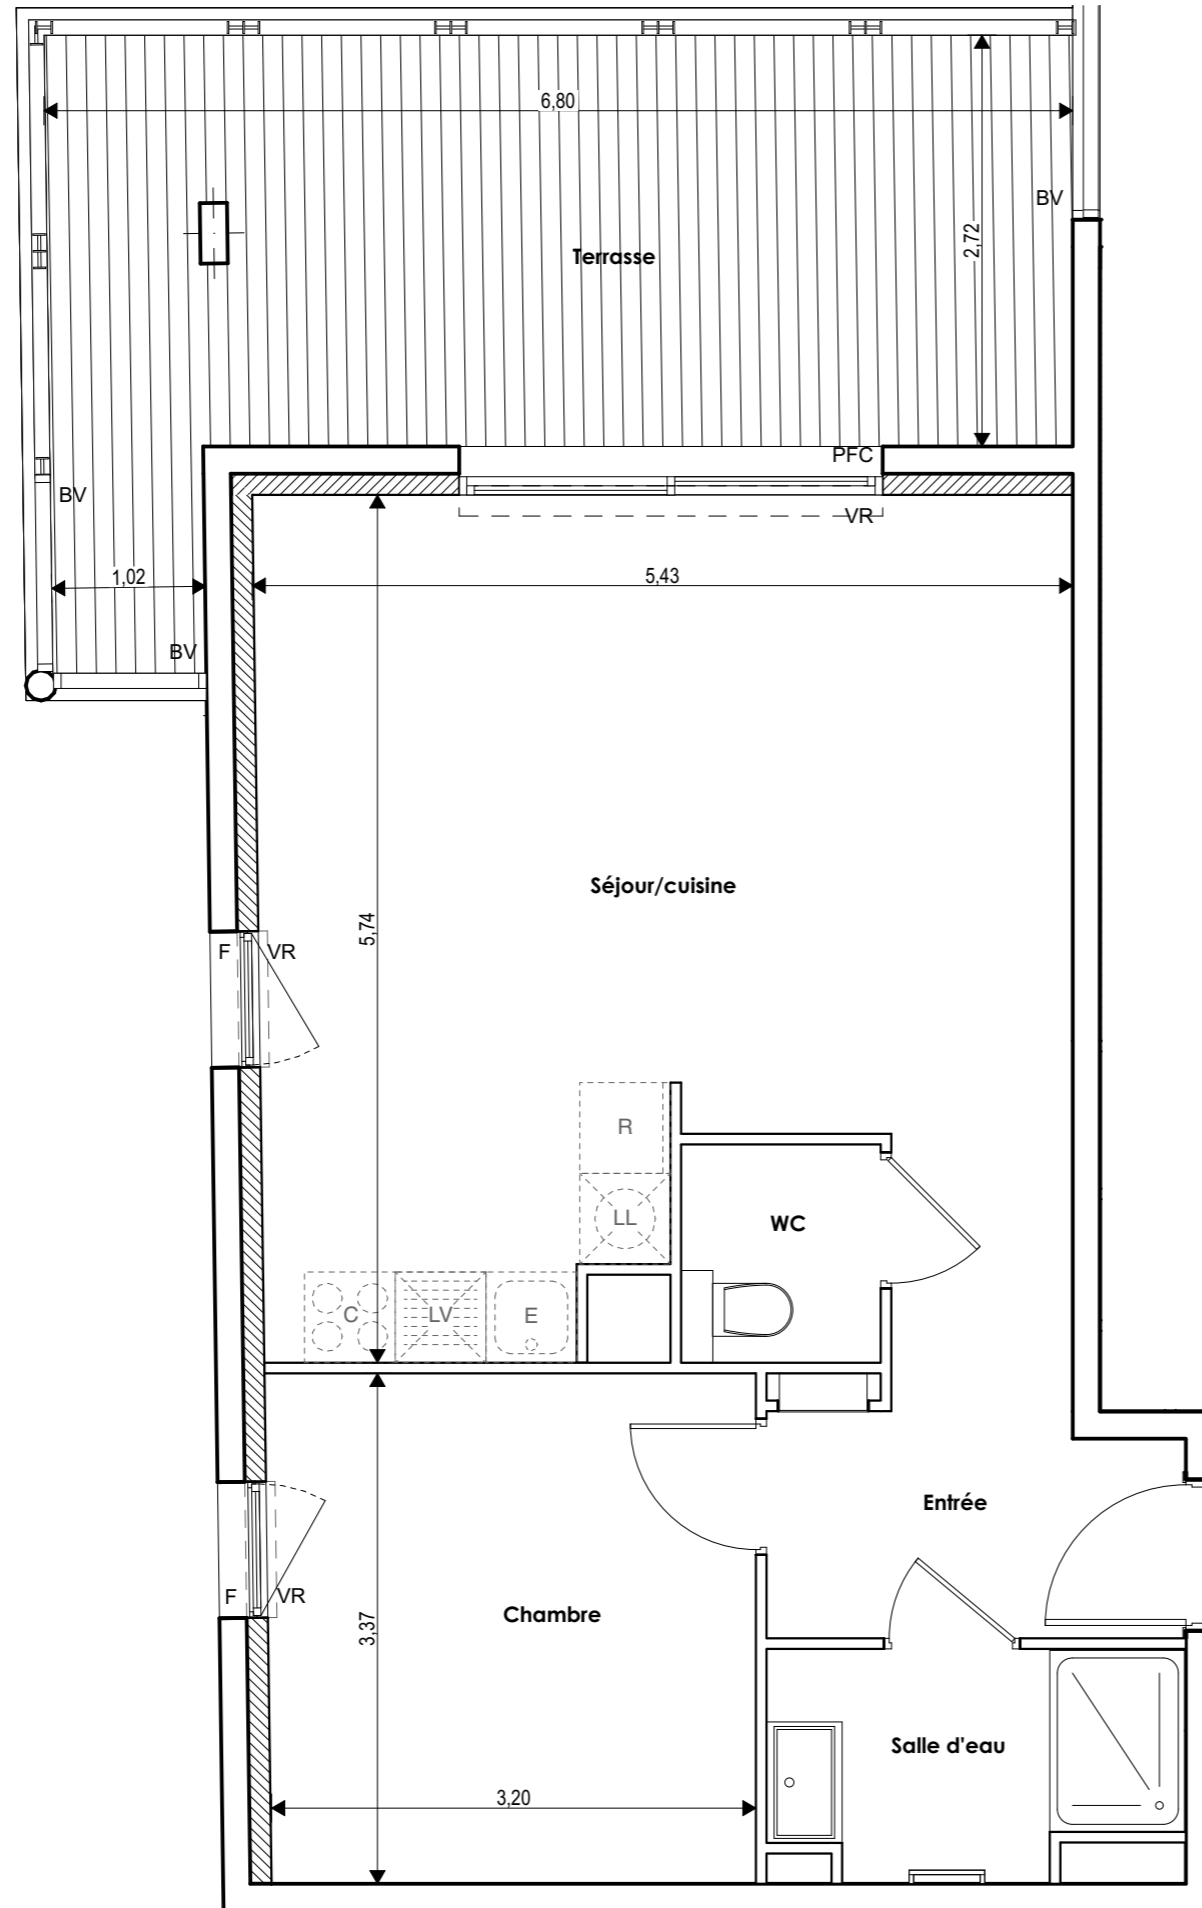 6,80
BV
2,72
Terrasse
PFC
BV
VR
1,02
5,43
BV
Séjour/cuisine
5,74
F
VR
R
LL
WC
C
LV
E
Entrée
F
VR
Chambre
3,37
Salle d'eau
3,20